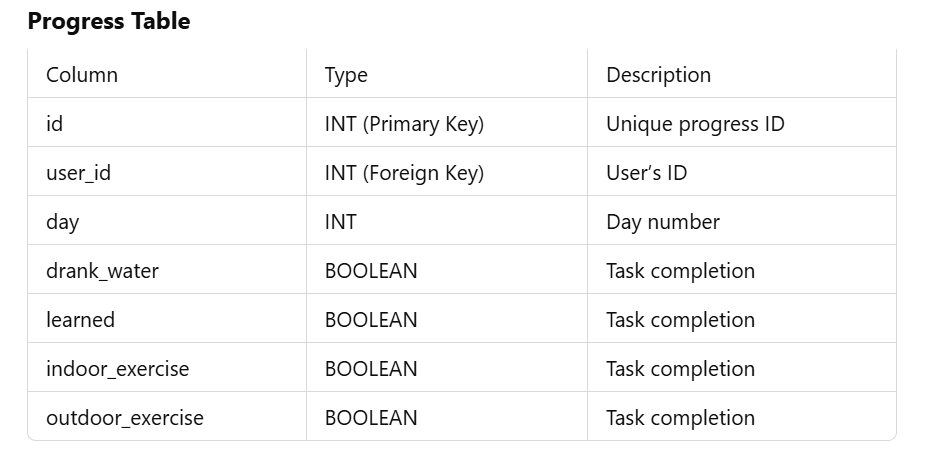 Progress Table
Column Type Description
id INT (Primary Key) Unique progress ID
user_id INT (Foreign Key) User’s ID
day INT Day number
drank_water BOOLEAN Task completion
learned BOOLEAN Task completion
indoor_exercise BOOLEAN Task completion
outdoor_exercise BOOLEAN Task completion